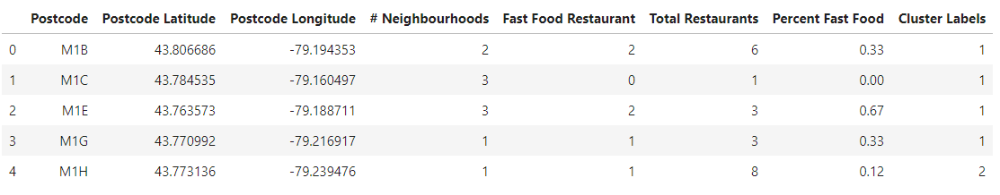 Postcode Postcode Latitude Postcode Longitude # Neighbourhoods Fast Food Restaurant Total Restaurants Percent Fast Food Cluster Labels
0 M1B 43.806686 -79.194353 2 2 6 0.33 1
1 M1C 43.784535 -79.160497 3 0 1 0.00 1
2 M1E 43.763573 -79.188711 3 2 3 0.67 1
3 M1G 43.770992 -79.216917 1 1 3 0.33 1
4 M1H 43.773136 -79.239476 1 1 8 0.12 2